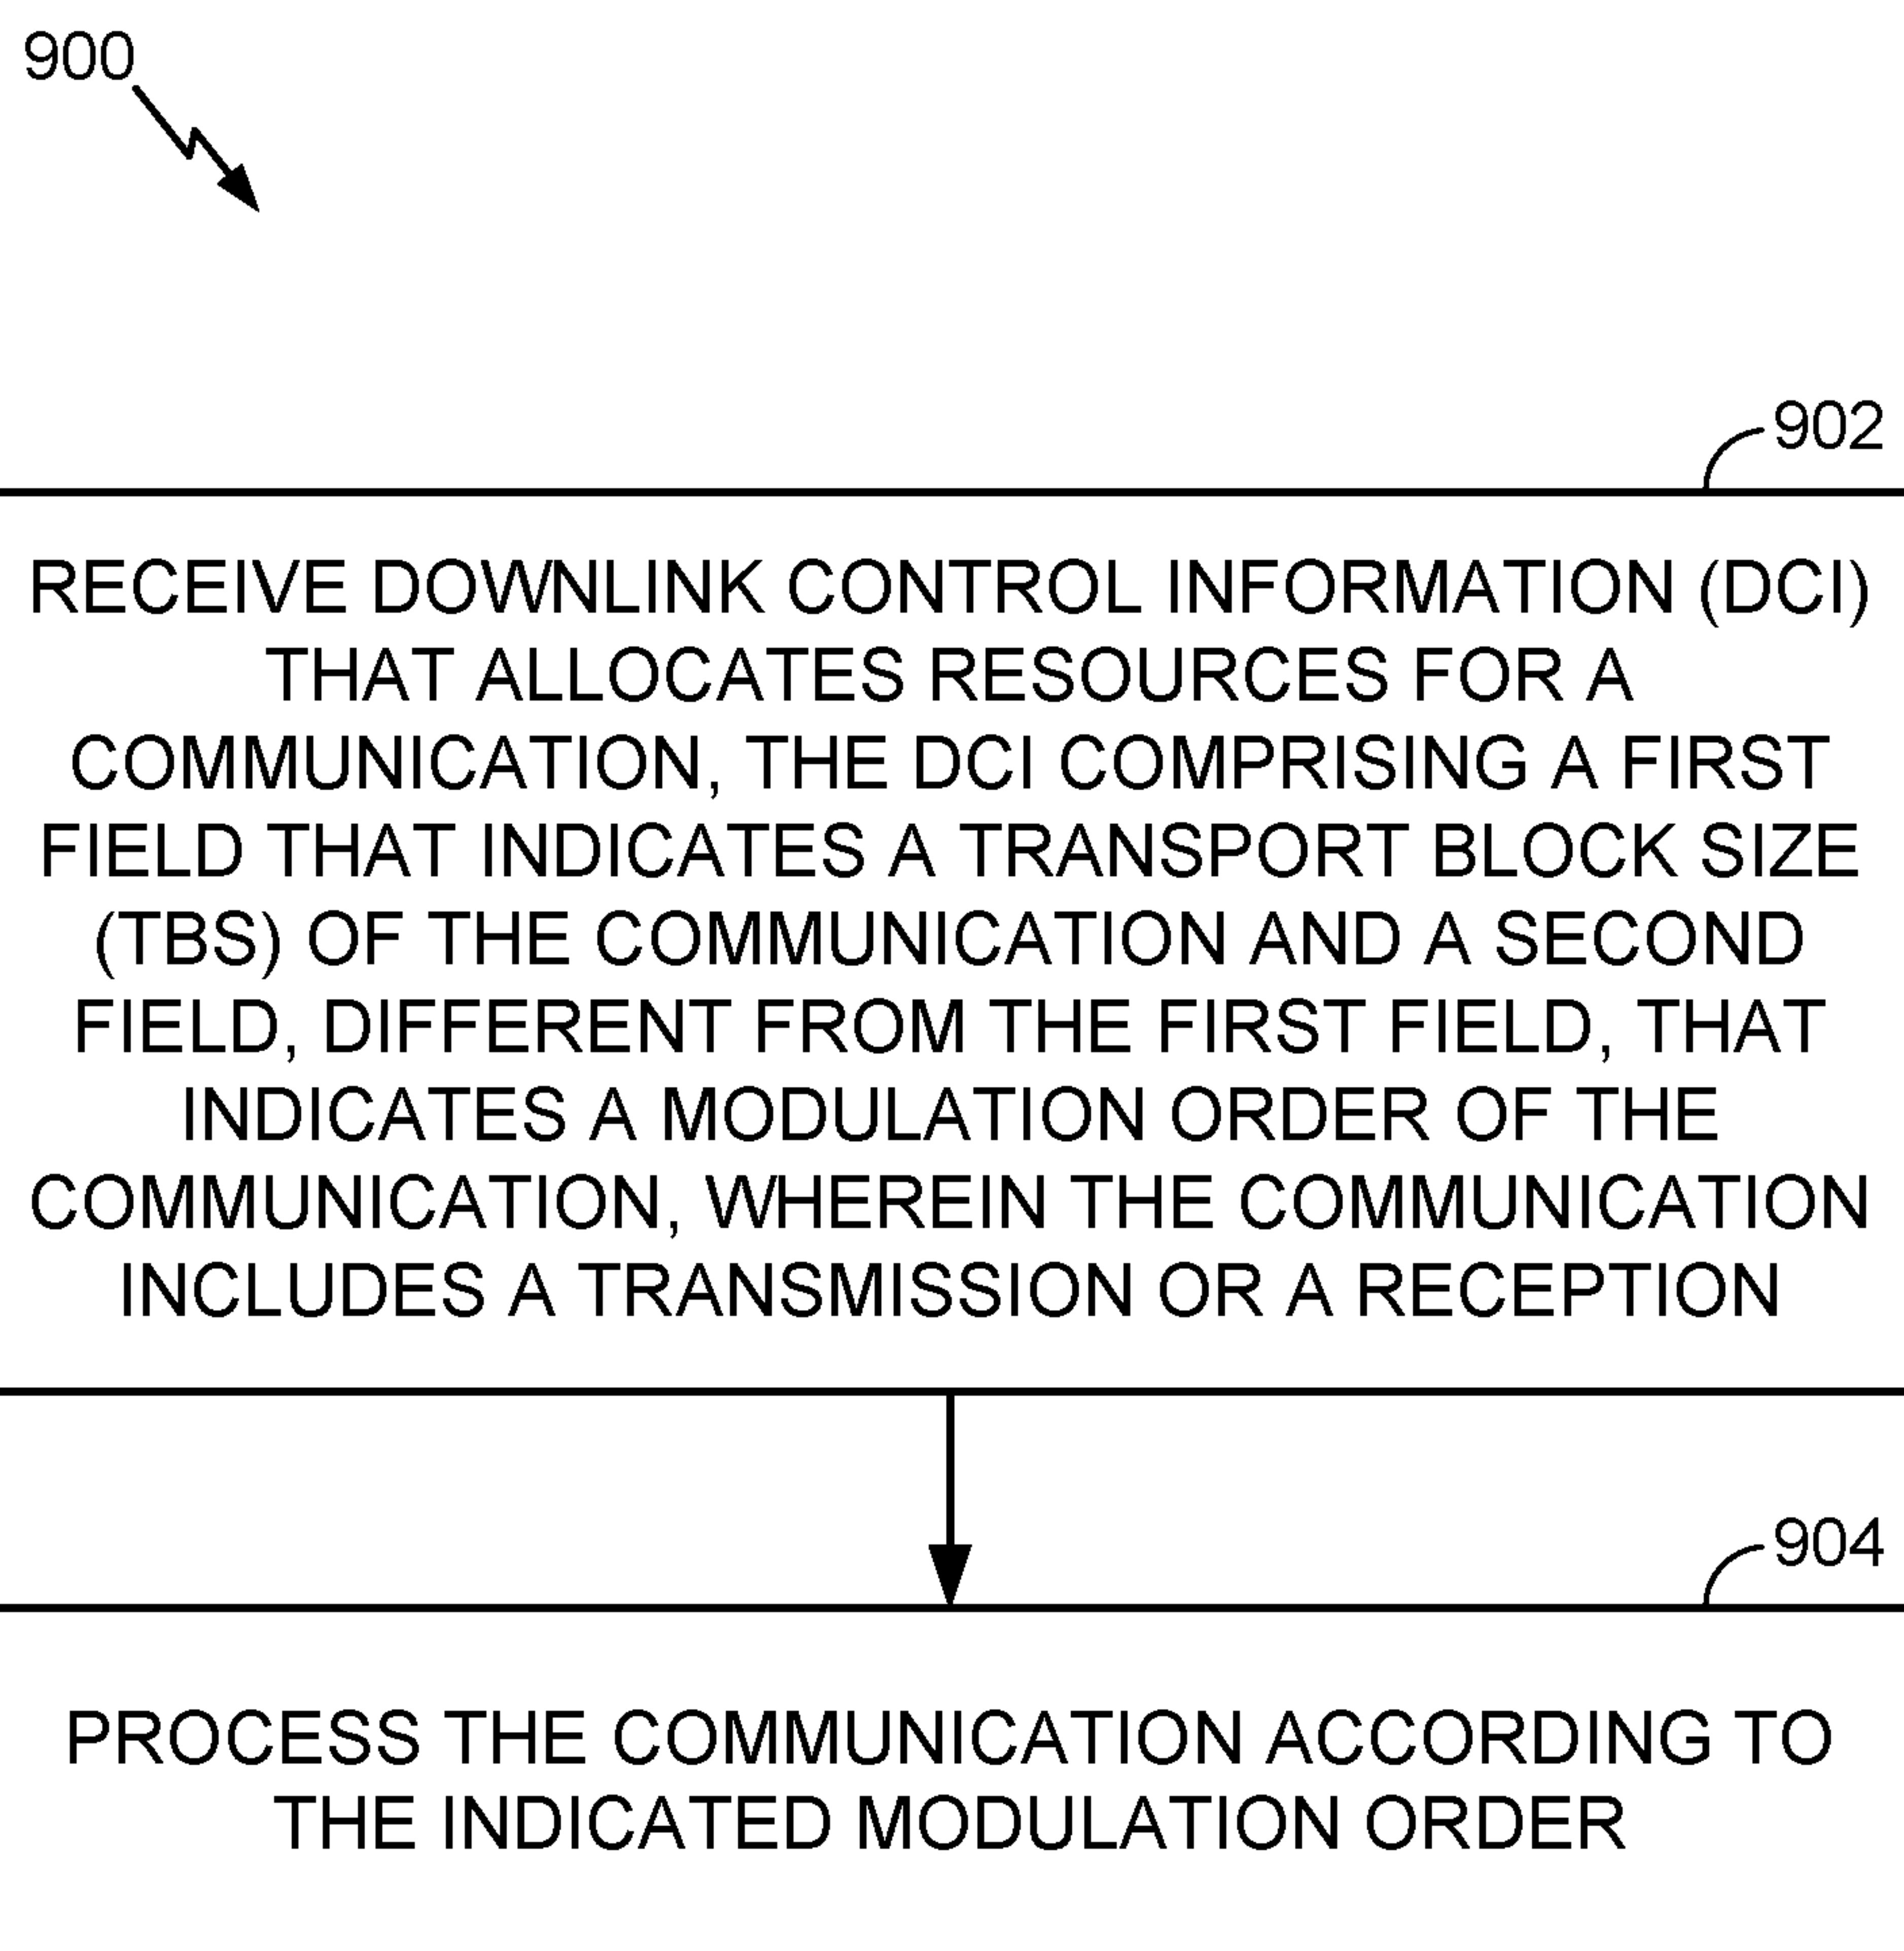 900
902
RECEIVE DOWNLINK CONTROL INFORMATION (DCI)
THAT ALLOCATES RESOURCES FOR A
COMMUNICATION, THE DCI COMPRISING A FIRST
FIELD THAT INDICATES A TRANSPORT BLOCK SIZE
(TBS) OF THE COMMUNICATION AND A SECOND
FIELD, DIFFERENT FROM THE FIRST FIELD, THAT
INDICATES A MODULATION ORDER OF THE
COMMUNICATION, WHEREIN THE COMMUNICATION
INCLUDES A TRANSMISSION OR A RECEPTION
904
PROCESS THE COMMUNICATION ACCORDING TO
THE INDICATED MODULATION ORDER